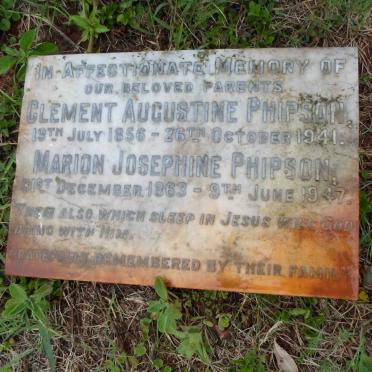 IN AFFECTIONATE MEMORY OF
OUR BELOVED PARENTS
CLEMENT AUGUSTINE PHIPSON,
19TH JULY 1856 - 26TH OCTOBER 1941.
MARION JOSEPHINE PHIPSON,
31ST DECEMBER 1863 - 9TH JUNE 1947.
THEM ALSO WHICH SLEEP IN JESUS WILL GOD
BRING WITH HIM.
REMEMBERED BY THEIR FAMILY